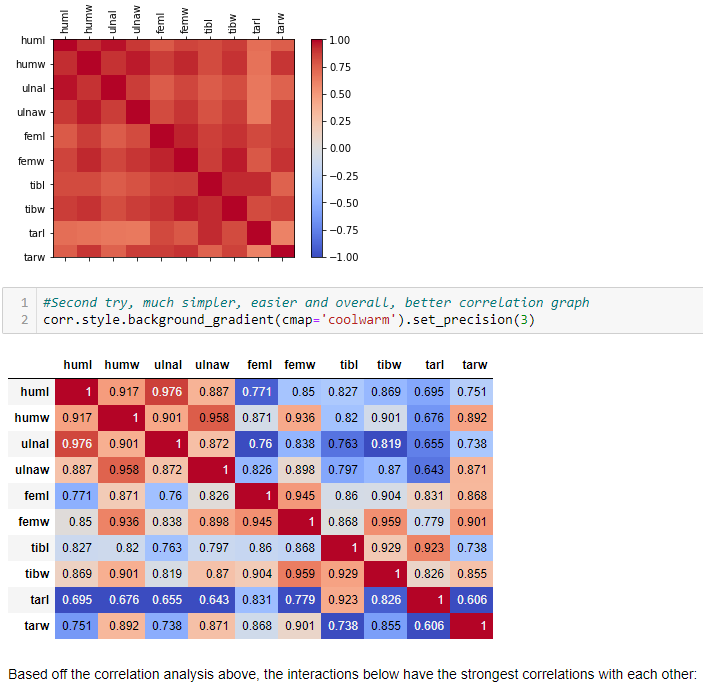 huml humw ulnal ulnaw feml femw tibl tibw tarl tarw
huml 1.00
humw 0.75
ulnal 0.50
ulnaw 0.25
feml 0.00
femw −0.25
tibl −0.50
tibw
tarl −0.75
tarw −1.00
1 #Second try, much simpler, easier and overall, better correlation graph
2 corr.style.background_gradient(cmap='coolwarm').set_precision(3)
huml humw ulnal ulnaw feml femw tibl tibw tarl tarw
huml 1 0.917 0.976 0.887 0.771 0.85 0.827 0.869 0.695 0.751
humw 0.917 1 0.901 0.958 0.871 0.936 0.82 0.901 0.676 0.892
ulnal 0.976 0.901 1 0.872 0.76 0.838 0.763 0.819 0.655 0.738
ulnaw 0.887 0.958 0.872 1 0.826 0.898 0.797 0.87 0.643 0.871
feml 0.771 0.871 0.76 0.826 1 0.945 0.86 0.904 0.831 0.868
femw 0.85 0.936 0.838 0.898 0.945 1 0.868 0.959 0.779 0.901
tibl 0.827 0.82 0.763 0.797 0.86 0.868 1 0.929 0.923 0.738
tibw 0.869 0.901 0.819 0.87 0.904 0.959 0.929 1 0.826 0.855
tarl 0.695 0.676 0.655 0.643 0.831 0.779 0.923 0.826 1 0.606
tarw 0.751 0.892 0.738 0.871 0.868 0.901 0.738 0.855 0.606 1
Based off the correlation analysis above, the interactions below have the strongest correlations with each other: